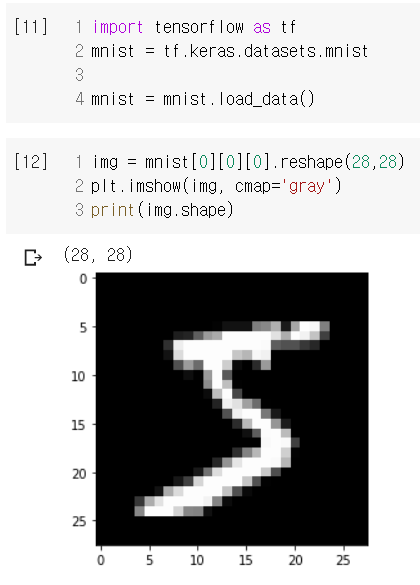 [11] 1 import tensorflow as tf
2 mnist = tf.keras.datasets.mnist
3
4 mnist = mnist.load_data()
[12] 1 img = mnist[0][0][0].reshape(28,28)
2 plt.imshow(img, cmap='gray')
3 print(img.shape)
(28, 28)
0
5
10
15
20
25
0 5 10 15 20 25